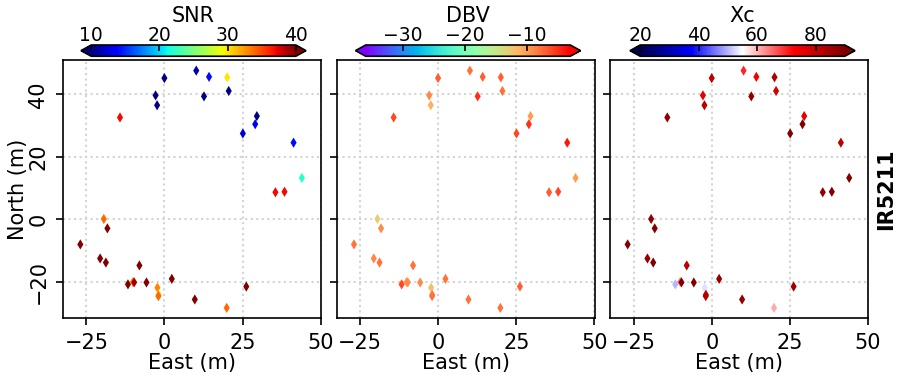 SNR DBV Xc
10 20 30 40 −30 −20 −10 20 40 60 80
North (m)
40
20
0
−20
−25 0 25 50 −25 0 25 50 −25 0 25 50
East (m) East (m) East (m)
IR5211